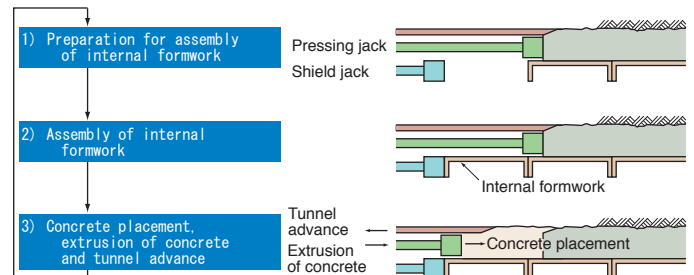 1) Preparation for assembly
of internal formwork
Pressing jack
Shield jack
2) Assembly of internal
formwork
Internal formwork
3) Concrete placement,
extrusion of concrete
and tunnel advance
Tunnel
advance
Extrusion
of concrete
Concrete placement